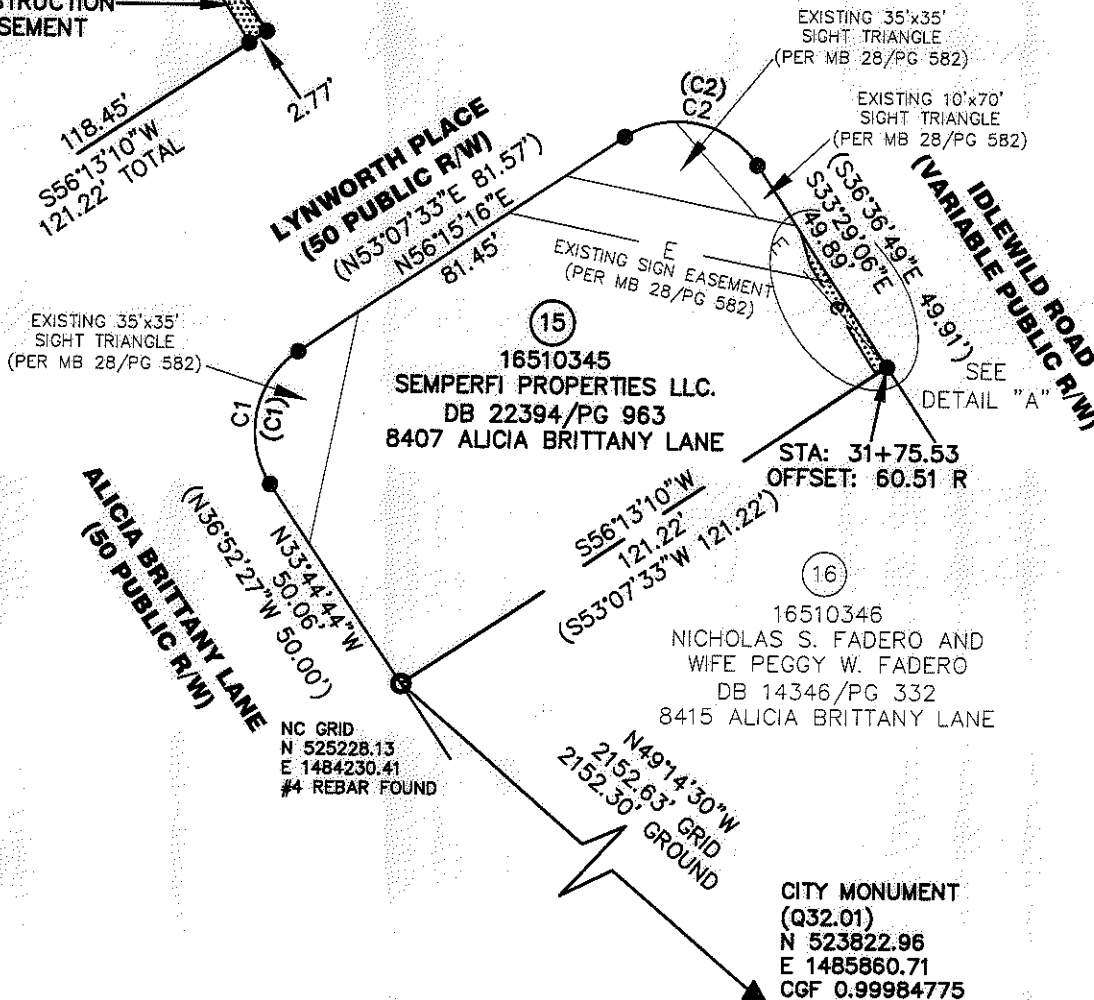 STRUCTION
SEMENT
118.45'
S56°13'10"W
121.22' TOTAL
2.77'
LYNWORTH PLACE
(50 PUBLIC R/W)
(N53°07'33"E 81.57')
N56°15'16"E
81.45'
(C2)
C2
EXISTING 35'x35'
SIGHT TRIANGLE
(PER MB 28/PG 582)
EXISTING 10'x70'
SIGHT TRIANGLE
(PER MB 28/PG 582)
(S36°36'49"E 49.91')
S33°29'06"E
49.89'
IDLEWILD ROAD
(VARIABLE PUBLIC R/W)
E
EXISTING SIGN EASEMENT
(PER MB 28/PG 582)
E
SEE
DETAIL "A"
EXISTING 35'x35'
SIGHT TRIANGLE
(PER MB 28/PG 582)
C1
(C1)
15
16510345
SEMPERFI PROPERTIES LLC.
DB 22394/PG 963
8407 ALICIA BRITTANY LANE
STA: 31+75.53
OFFSET: 60.51 R
ALICIA BRITTANY LANE
(50 PUBLIC R/W)
(N36°52'27"W 50.00')
N33°44'44"W
50.06'
S56°13'10"W
121.22'
(S53°07'33"W 121.22')
16
16510346
NICHOLAS S. FADERO AND
WIFE PEGGY W. FADERO
DB 14346/PG 332
8415 ALICIA BRITTANY LANE
NC GRID
N 525228.13
E 1484230.41
#4 REBAR FOUND
N49°14'30"W
2152.63' GRID
2152.30' GROUND
CITY MONUMENT
(Q32.01)
N 523822.96
E 1485860.71
CGF 0.99984775